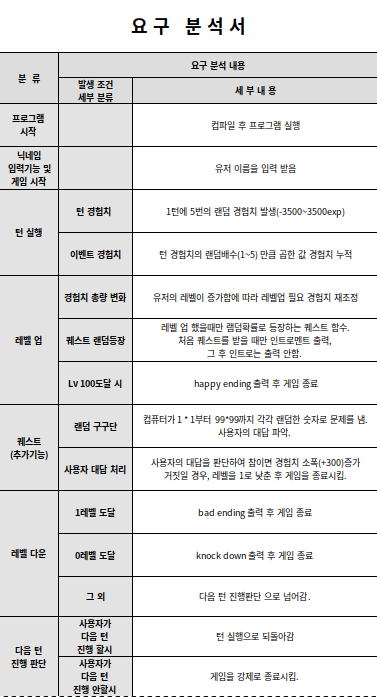 요구 분석서
분 류
요구 분석 내용
발생 조건
세부 분류
세 부 내 용
프로그램
시작
컴파일 후 프로그램 실행
닉네임
입력기능 및
게임 시작
유저 이름을 입력 받음
턴 실행
턴 경험치
1턴에 5번의 랜덤 경험치 발생(-3500~3500exp)
이벤트 경험치
턴 경험치의 랜덤배수(1~5) 만큼 곱한 값 경험치 누적
레벨 업
경험치 총량 변화
유저의 레벨이 증가함에 따라 레벨업 필요 경험치 재조정
퀘스트 랜덤등장
레벨 업 했을때만 램덤확률로 등장하는 퀘스트 함수.
처음 퀘스트를 받을 때만 인트로멘트 출력,
그 후 인트로는 출력 안함.
Lv 100도달 시
happy ending 출력 후 게임 종료
퀘스트
(추가기능)
랜덤 구구단
컴퓨터가 1 * 1부터 99*99까지 각각 랜덤한 숫자로 문제를 냄.
사용자의 대답 파악.
사용자 대답 처리
사용자의 대답을 판단하여 참이면 경험치 소폭(+300)증가
거짓일 경우, 레벨을 1로 낮춘 후 게임을 종료시킴.
레벨 다운
1레벨 도달
bad ending 출력 후 게임 종료
0레벨 도달
knock down 출력 후 게임 종료
그 외
다음 턴 진행판단 으로 넘어감.
다음 턴
진행 판단
사용자가
다음 턴
진행 할시
턴 실행으로 되돌아감
사용자가
다음 턴
진행 안할시
게임을 강제로 종료시킴.